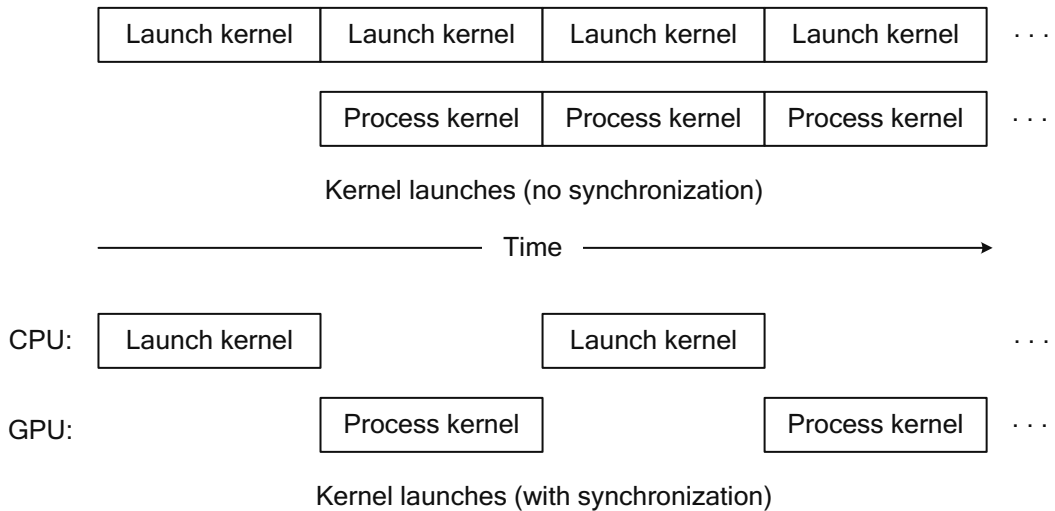 Launch kernel Launch kernel Launch kernel Launch kernel . . .
Process kernel Process kernel Process kernel . . .
Kernel launches (no synchronization)
Time
CPU: Launch kernel Launch kernel . . .
GPU: Process kernel Process kernel . . .
Kernel launches (with synchronization)